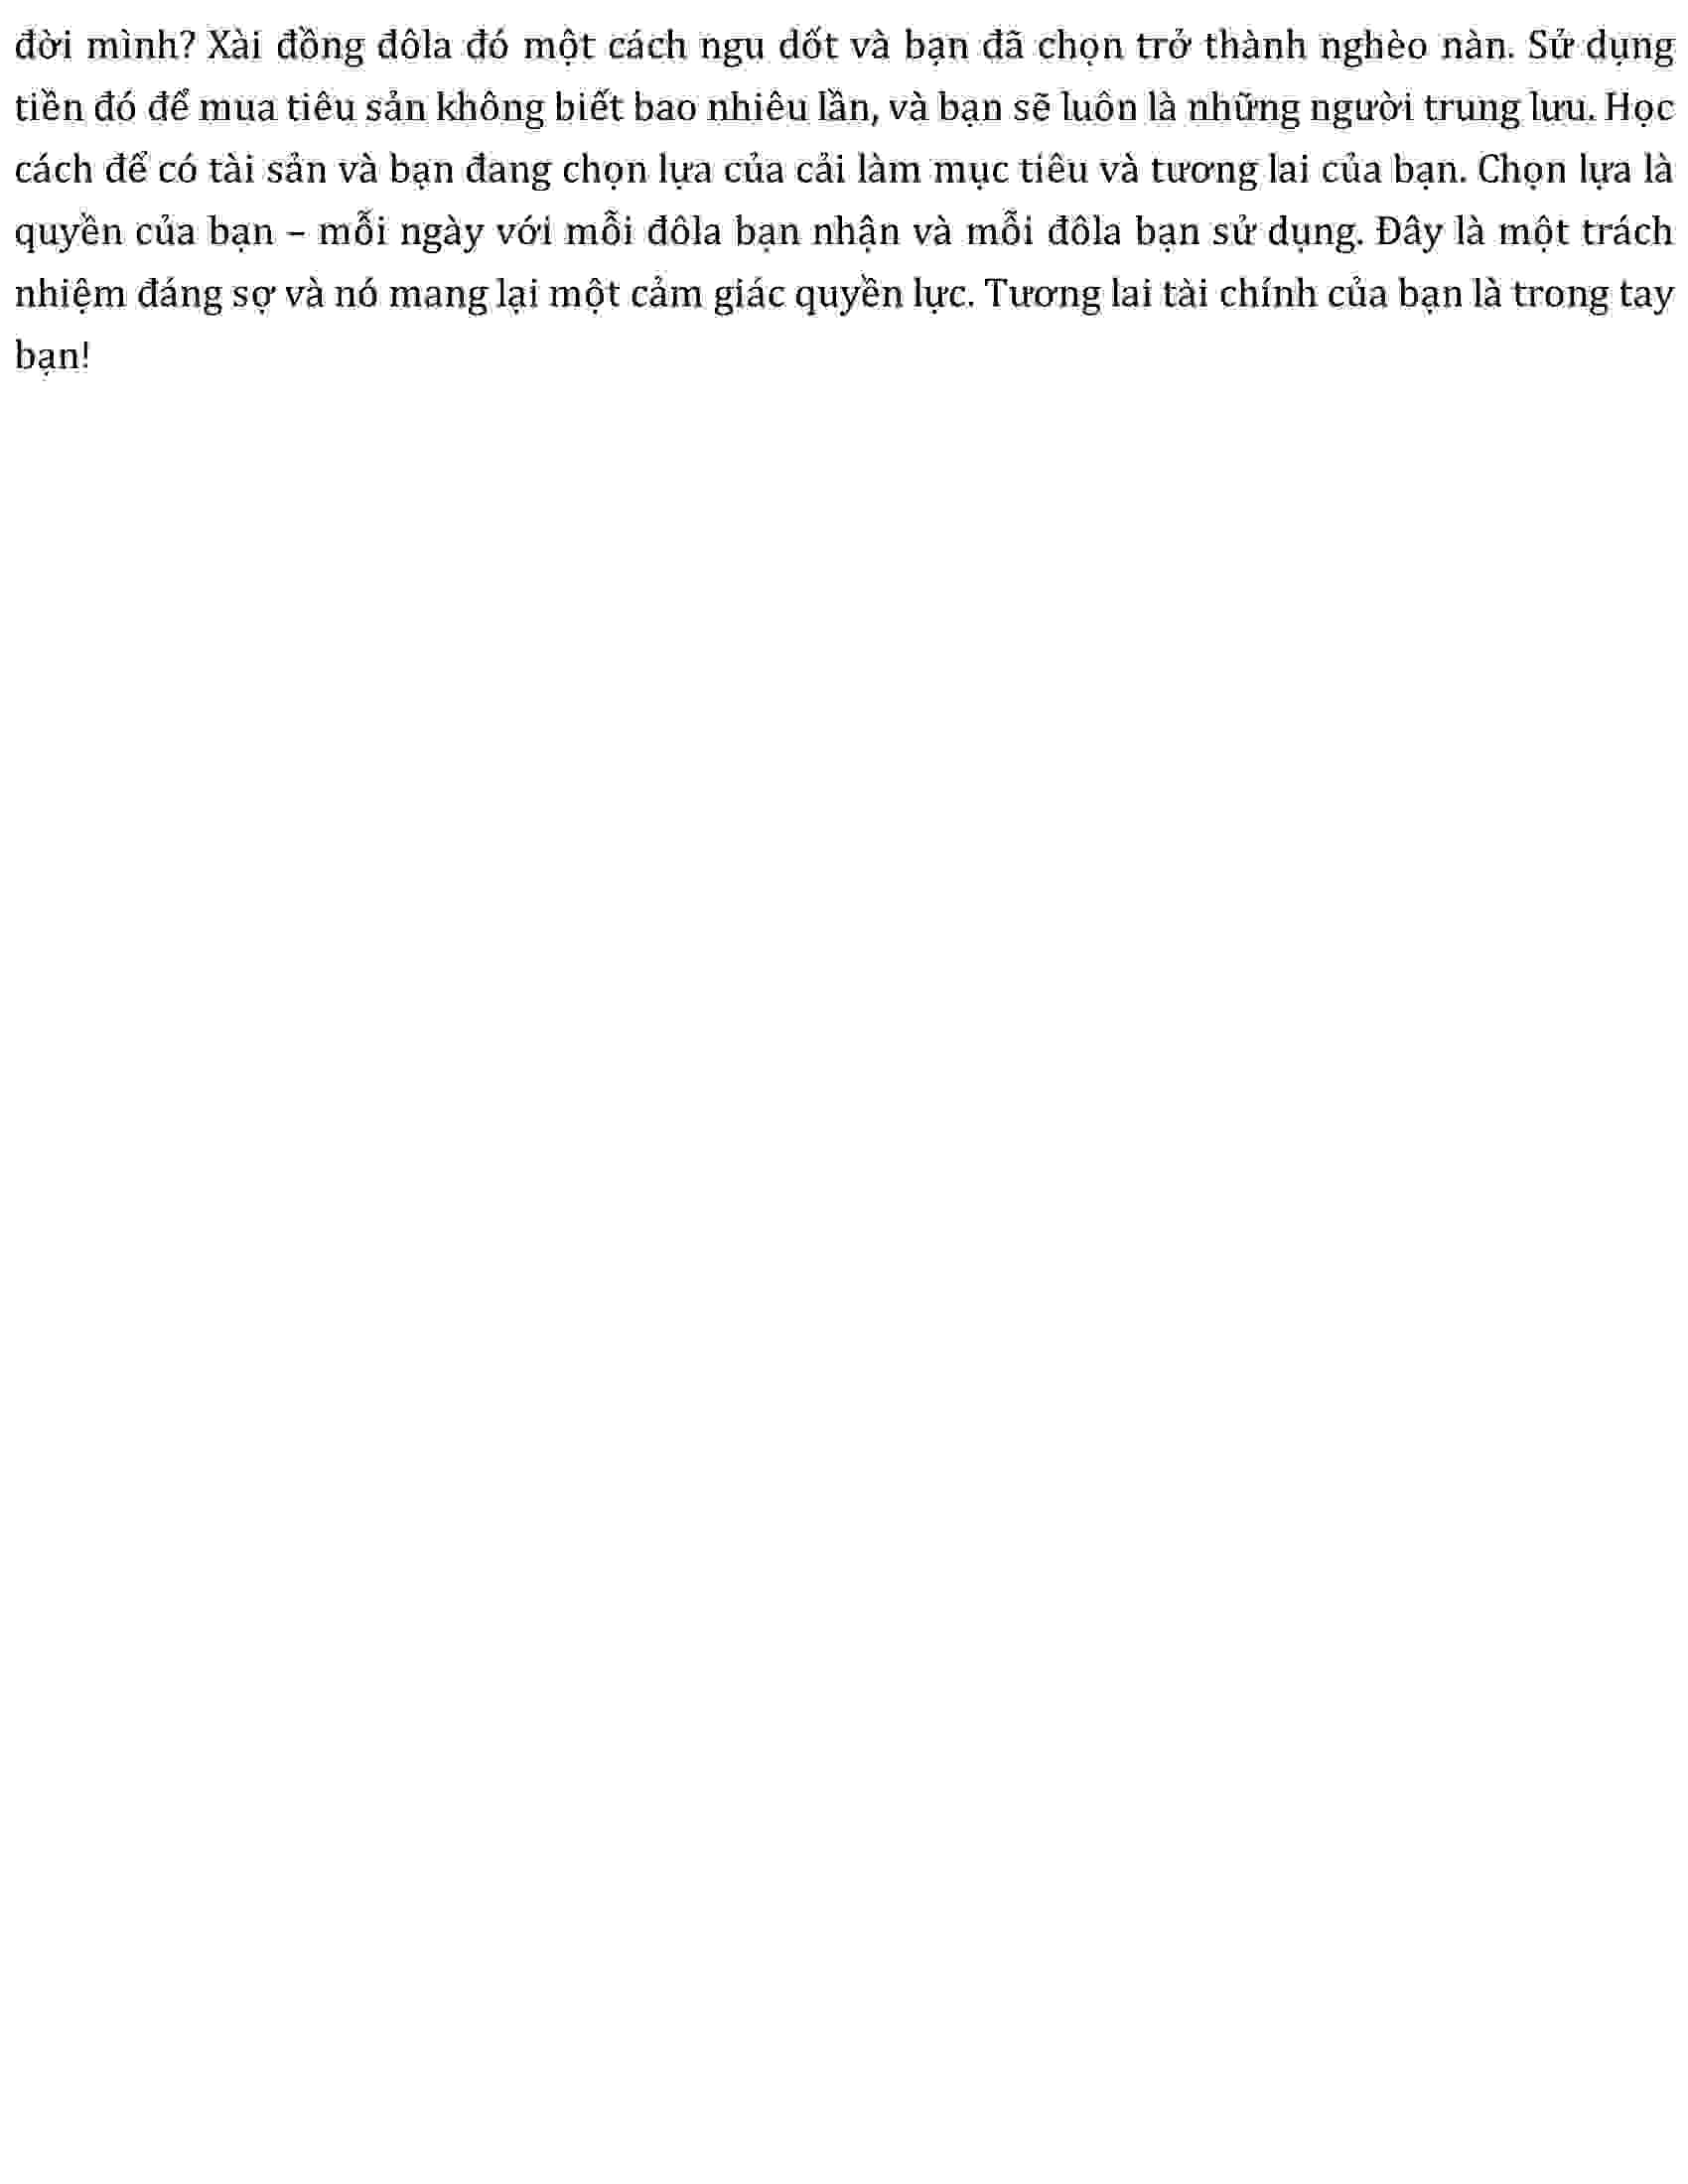 đời mình? Xài đồng đôla đó một cách ngu dốt và bạn đã chọn trở thành nghèo nàn. Sử dụng
tiền đó để mua tiêu sản không biết bao nhiêu lần, và bạn sẽ luôn là những người trung lưu. Học
cách để có tài sản và bạn đang chọn lựa của cải làm mục tiêu và tương lai của bạn. Chọn lựa là
quyền của bạn – mỗi ngày với mỗi đôla bạn nhận và mỗi đôla bạn sử dụng. Đây là một trách
nhiệm đáng sợ và nó mang lại một cảm giác quyền lực. Tương lai tài chính của bạn là trong tay
bạn!